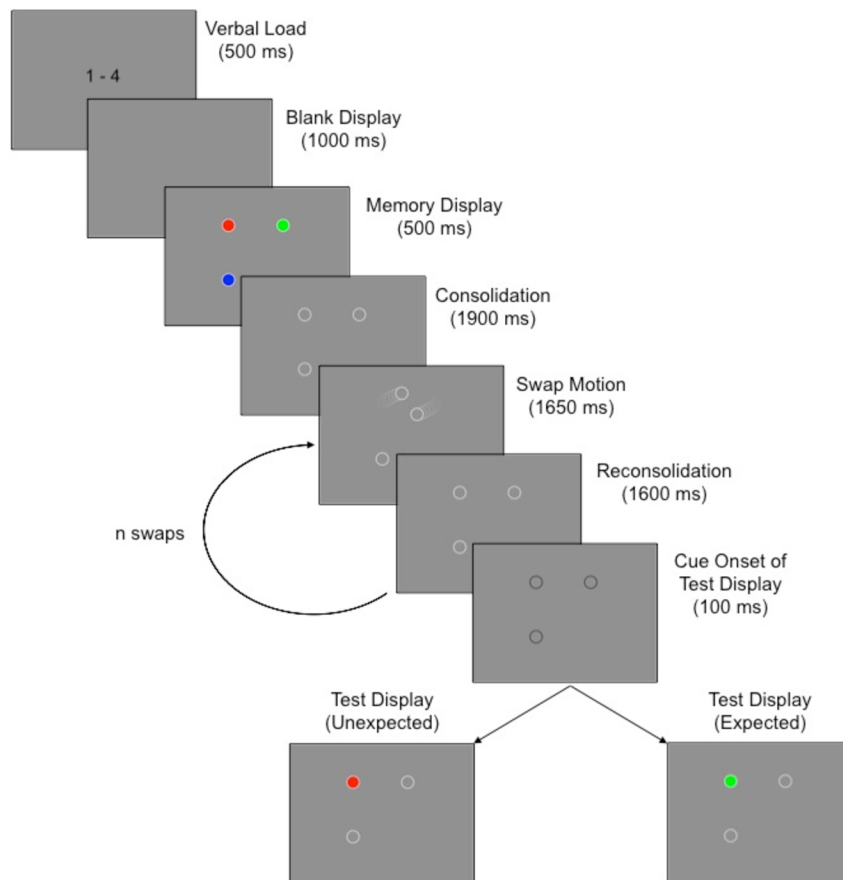 Verbal Load
(500 ms)
1 - 4
Blank Display
(1000 ms)
Memory Display
(500 ms)
Consolidation
(1900 ms)
Swap Motion
(1650 ms)
Reconsolidation
(1600 ms)
n swaps
Cue Onset of
Test Display
(100 ms)
Test Display
(Unexpected)
Test Display
(Expected)